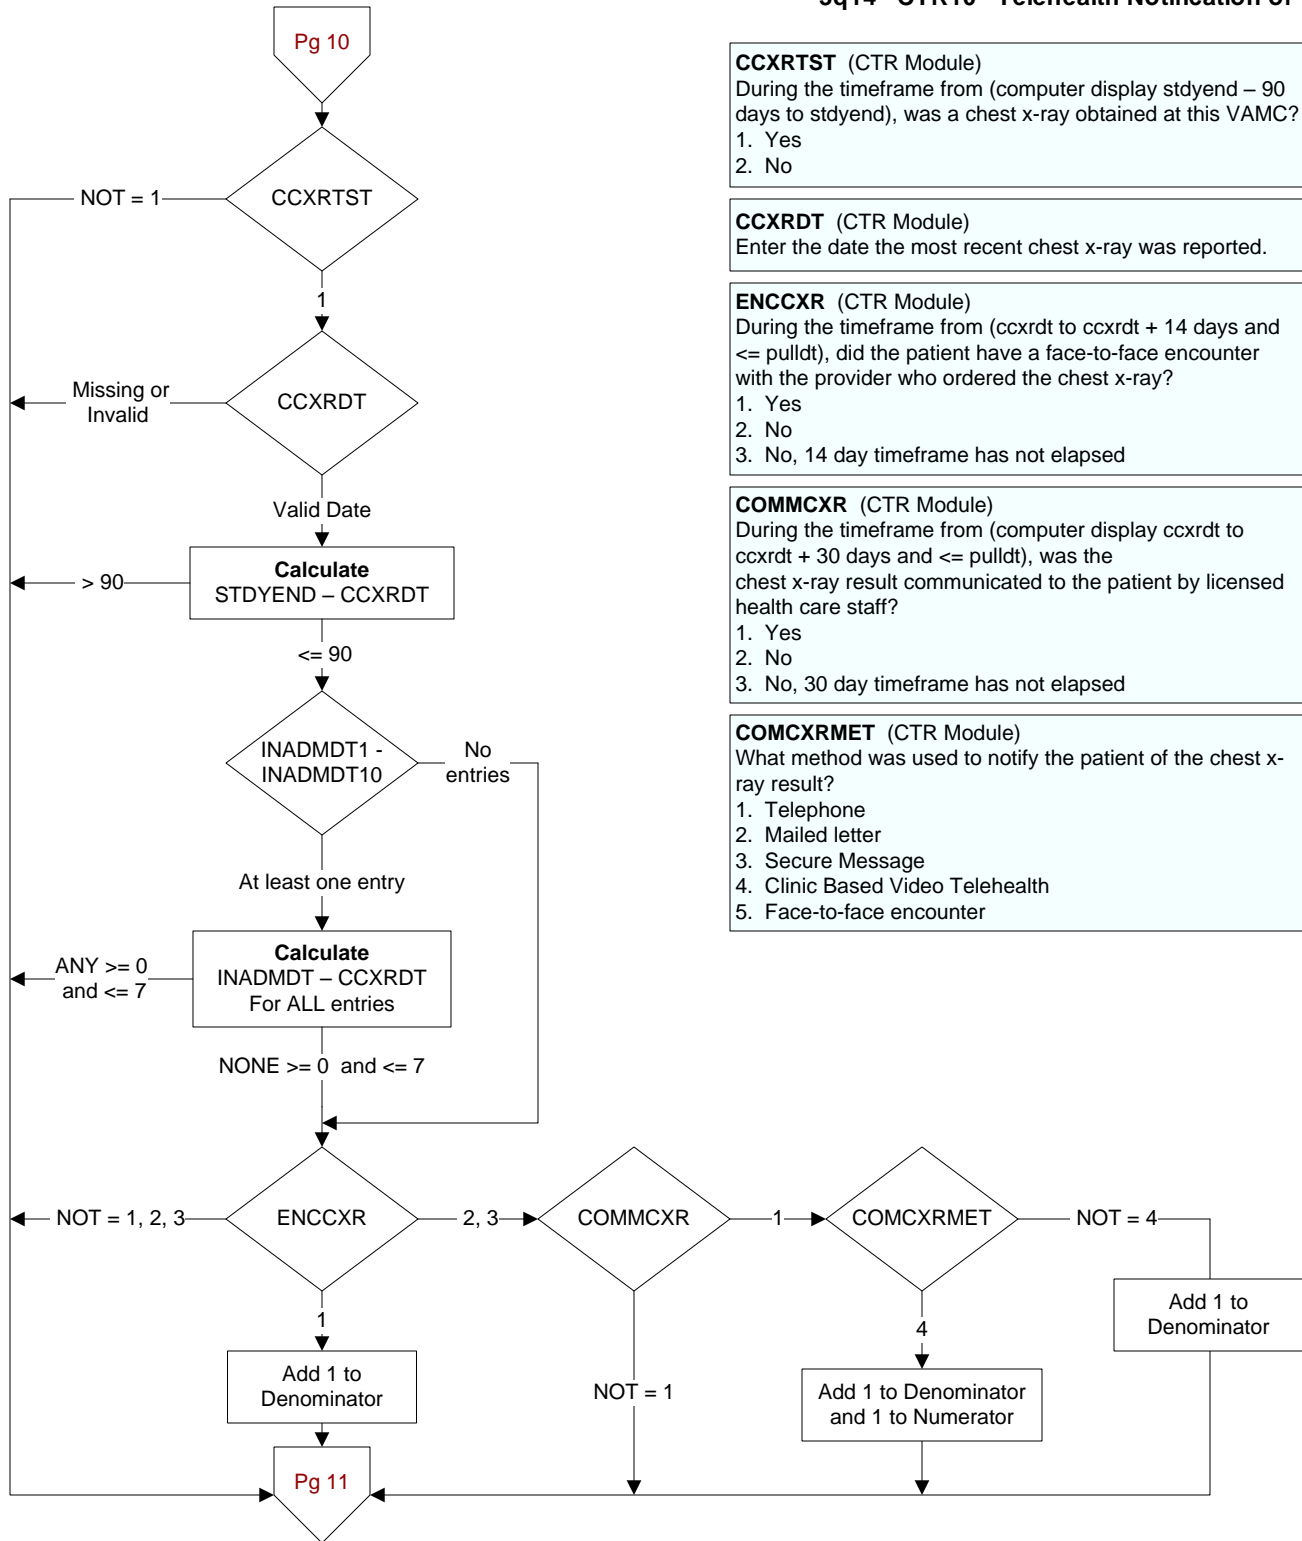 3q14 - CTR10 - Telehealth Notification of
Pg 10
CCXRTST
NOT = 1
1
CCXRDT
Missing or
Invalid
Valid Date
Calculate
STDYEND – CCXRDT
> 90
<= 90
INADMDT1 -
INADMDT10
No
entries
At least one entry
Calculate
INADMDT – CCXRDT
For ALL entries
ANY >= 0
and <= 7
NONE >= 0 and <= 7
NOT = 1, 2, 3
ENCCXR
2, 3
COMMCXR
1
COMCXRMET
NOT = 4
1
Add 1 to
Denominator
NOT = 1
4
Add 1 to Denominator
and 1 to Numerator
Add 1 to
Denominator
Pg 11
CCXRTST (CTR Module)
During the timeframe from (computer display stdyend – 90
days to stdyend), was a chest x-ray obtained at this VAMC?
1. Yes
2. No
CCXRDT (CTR Module)
Enter the date the most recent chest x-ray was reported.
ENCCXR (CTR Module)
During the timeframe from (ccxrdt to ccxrdt + 14 days and
<= pulldt), did the patient have a face-to-face encounter
with the provider who ordered the chest x-ray?
1. Yes
2. No
3. No, 14 day timeframe has not elapsed
COMMCXR (CTR Module)
During the timeframe from (computer display ccxrdt to
ccxrdt + 30 days and <= pulldt), was the
chest x-ray result communicated to the patient by licensed
health care staff?
1. Yes
2. No
3. No, 30 day timeframe has not elapsed
COMCXRMET (CTR Module)
What method was used to notify the patient of the chest x-
ray result?
1. Telephone
2. Mailed letter
3. Secure Message
4. Clinic Based Video Telehealth
5. Face-to-face encounter